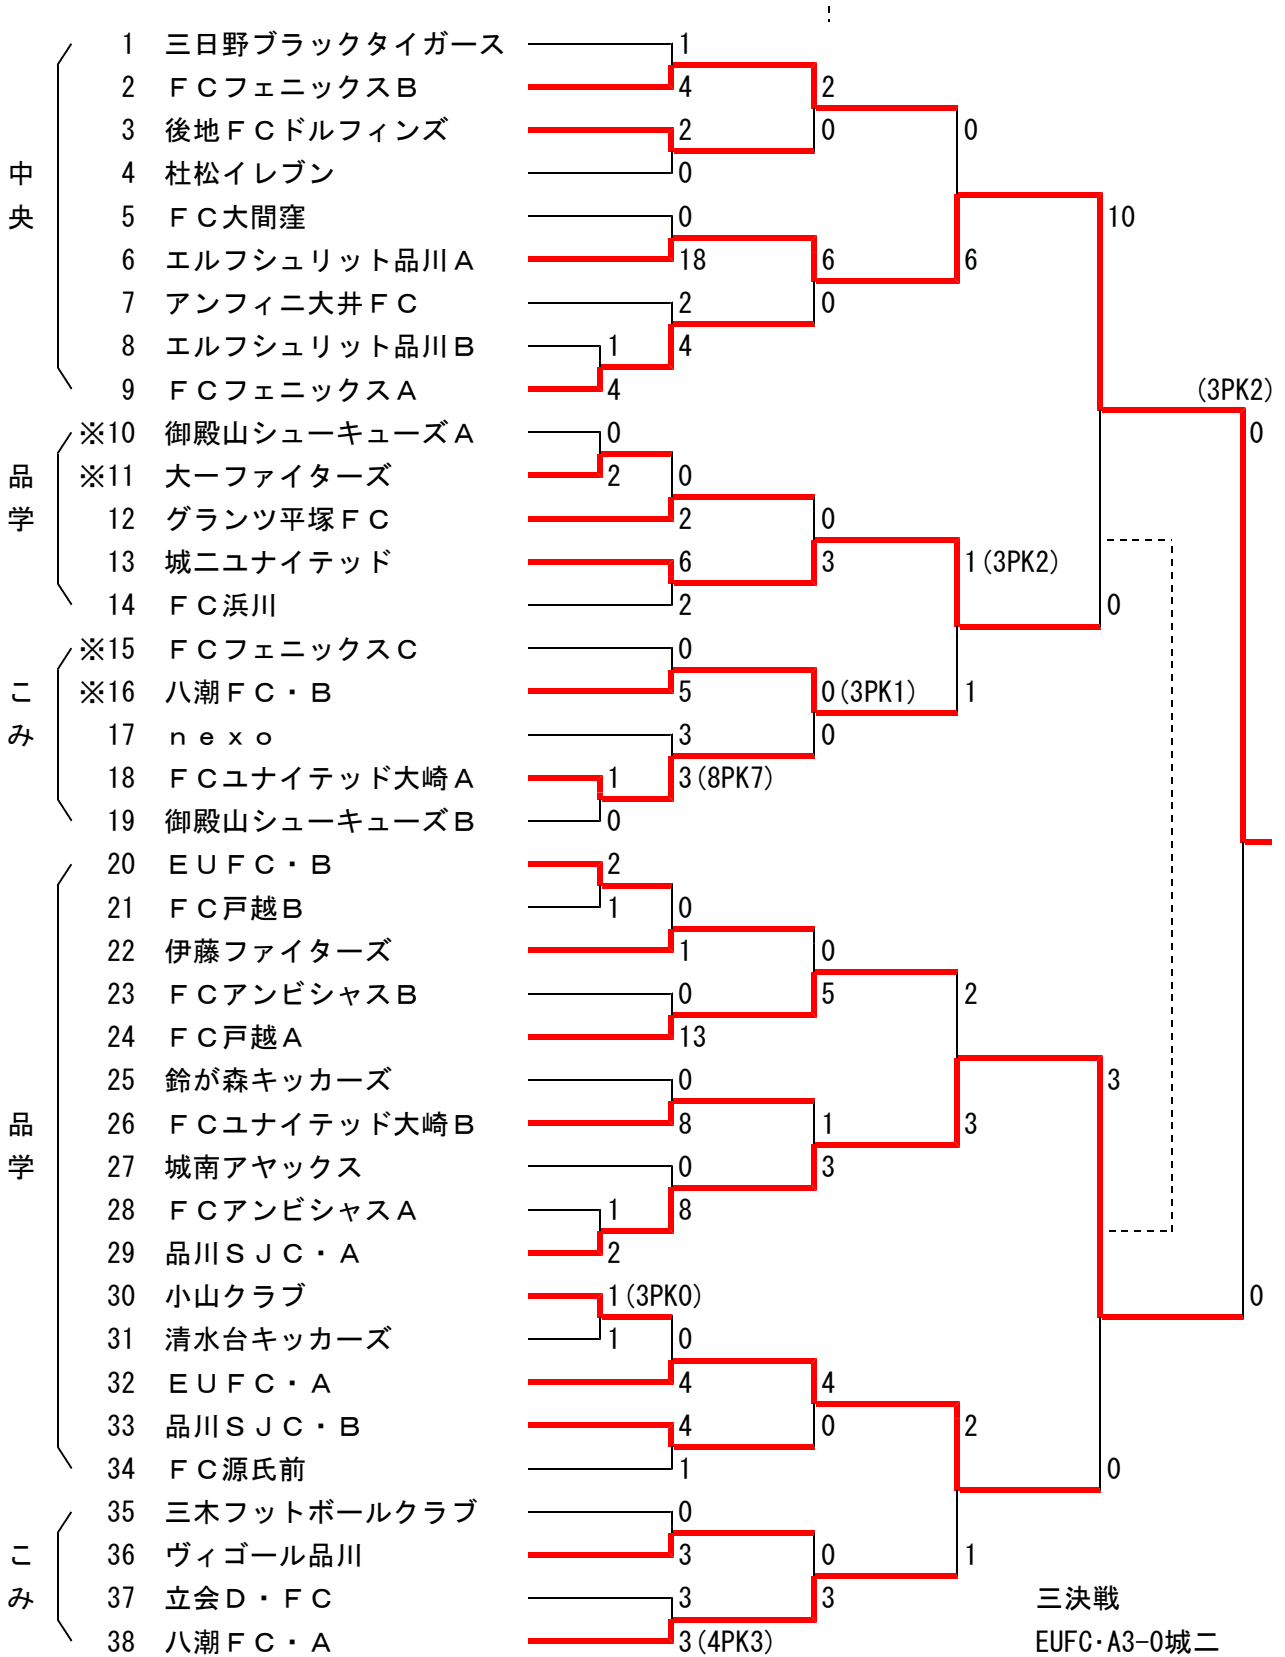 1 三日野ブラックタイガース 1
2 ＦＣフェニックスＢ 4 2
3 後地ＦＣドルフィンズ 2 0 0
中 4 杜松イレブン 0
央 5 ＦＣ大間窪 0 10
6 エルフシュリット品川Ａ 18 6 6
7 アンフィニ大井ＦＣ 2 0
8 エルフシュリット品川Ｂ 1 4
9 ＦＣフェニックスＡ 4 (3PK2)
※10 御殿山シューキューズＡ 0 0
品 ※11 大一ファイターズ 2 0
学 12 グランツ平塚ＦＣ 2 0
13 城二ユナイテッド 6 3 1(3PK2)
14 ＦＣ浜川 2 0
※15 ＦＣフェニックスＣ 0
こ ※16 八潮ＦＣ・Ｂ 5 0(3PK1) 1
み 17 ｎｅｘｏ 3 0
18 ＦＣユナイテッド大崎Ａ 1 3(8PK7)
19 御殿山シューキューズＢ 0
20 ＥＵＦＣ・Ｂ 2
21 ＦＣ戸越Ｂ 1 0
22 伊藤ファイターズ 1 0
23 ＦＣアンビシャスＢ 0 5 2
24 ＦＣ戸越Ａ 13
25 鈴が森キッカーズ 0 3
品 26 ＦＣユナイテッド大崎Ｂ 8 1 3
学 27 城南アヤックス 0 3
28 ＦＣアンビシャスＡ 1 8
29 品川ＳＪＣ・Ａ 2
30 小山クラブ 1(3PK0) 0
31 清水台キッカーズ 1 0
32 ＥＵＦＣ・Ａ 4 4
33 品川ＳＪＣ・Ｂ 4 0 2
34 ＦＣ源氏前 1 0
35 三木フットボールクラブ 0
こ 36 ヴィゴール品川 3 0 1
み 37 立会Ｄ・ＦＣ 3 3 三決戦
38 八潮ＦＣ・Ａ 3(4PK3) EUFC･A3-0城二